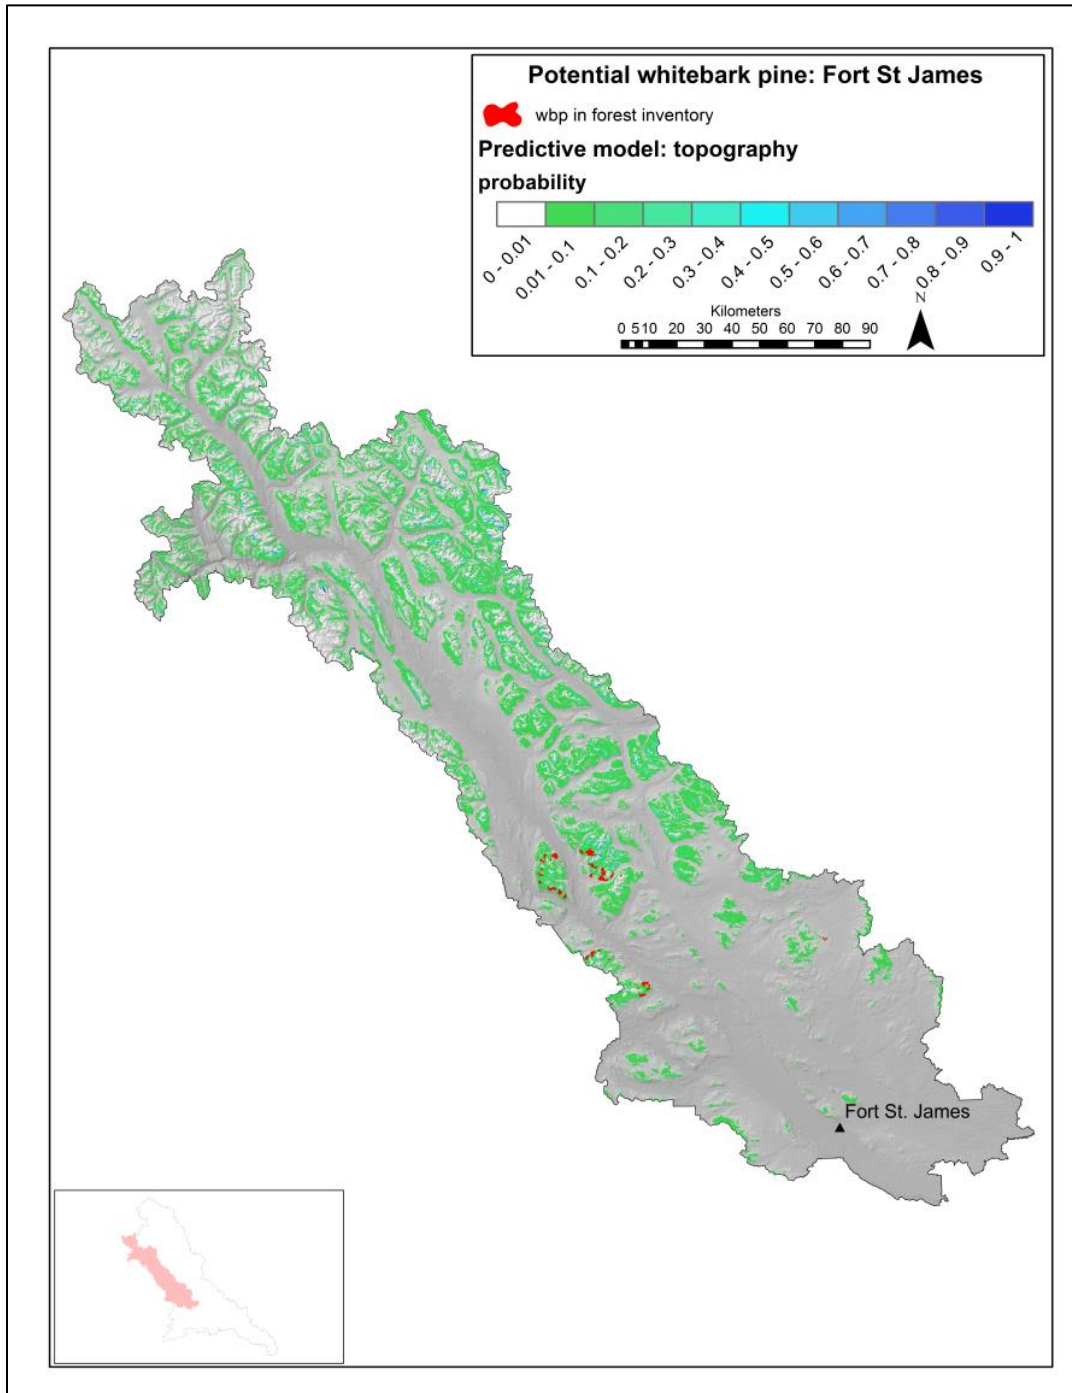 Potential whitebark pine: Fort St James
wbp in forest inventory
Predictive model: topography
probability
0 - 0.01
0.01 - 0.1
0.1 - 0.2
0.2 - 0.3
0.3 - 0.4
0.4 - 0.5
0.5 - 0.6
0.6 - 0.7
0.7 - 0.8
0.8 - 0.9
0.9 - 1
N
Kilometers
0 5 10 20 30 40 50 60 70 80 90
Fort St. James